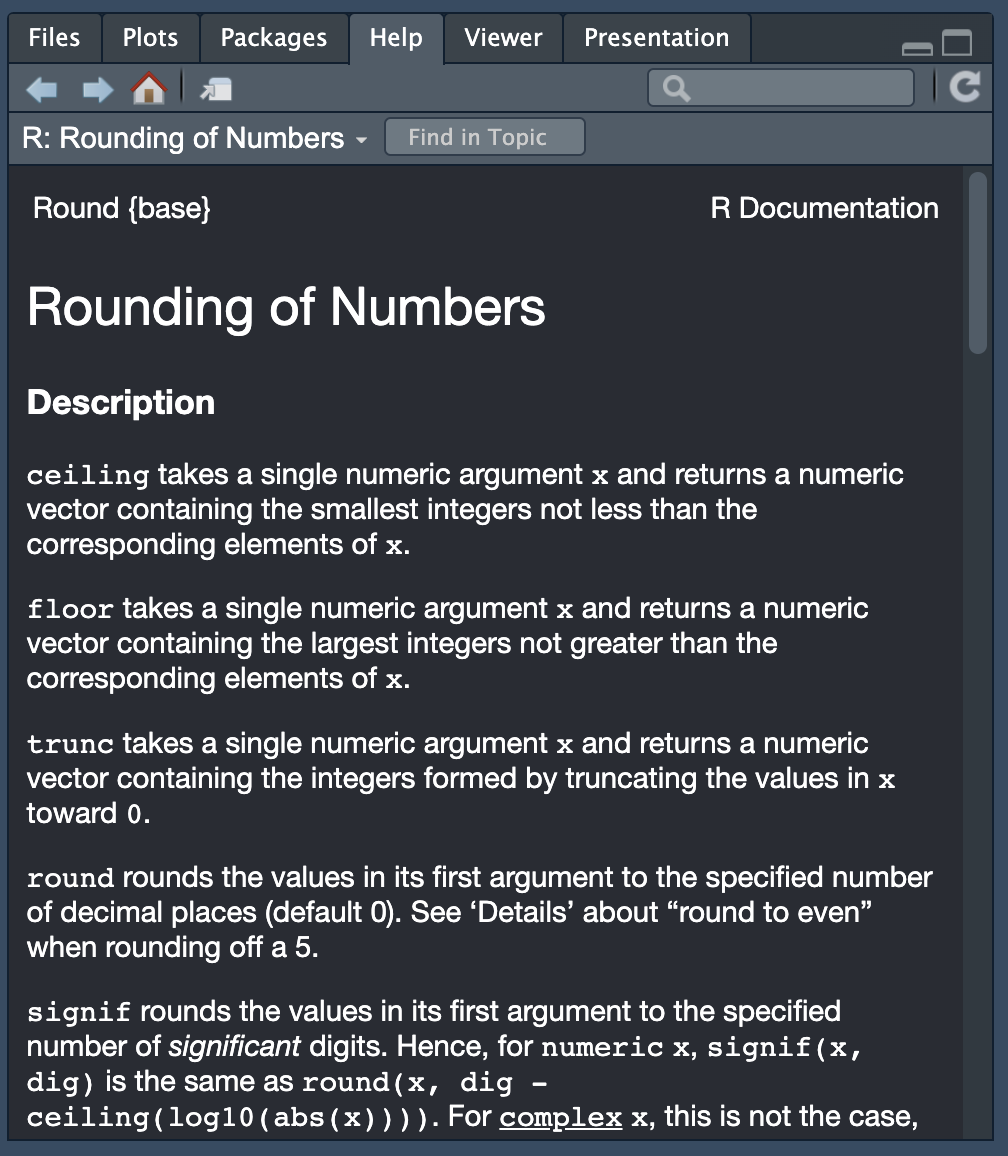 Files Plots Packages Help Viewer Presentation
R: Rounding of Numbers Find in Topic
Round {base} R Documentation
Rounding of Numbers
Description
ceiling takes a single numeric argument x and returns a numeric
vector containing the smallest integers not less than the
corresponding elements of x.
floor takes a single numeric argument x and returns a numeric
vector containing the largest integers not greater than the
corresponding elements of x.
trunc takes a single numeric argument x and returns a numeric
vector containing the integers formed by truncating the values in x
toward 0.
round rounds the values in its first argument to the specified number
of decimal places (default 0). See ‘Details’ about “round to even”
when rounding off a 5.
signif rounds the values in its first argument to the specified
number of significant digits. Hence, for numeric x, signif(x,
dig) is the same as round(x, dig -
ceiling(log10(abs(x)))). For complex x, this is not the case,